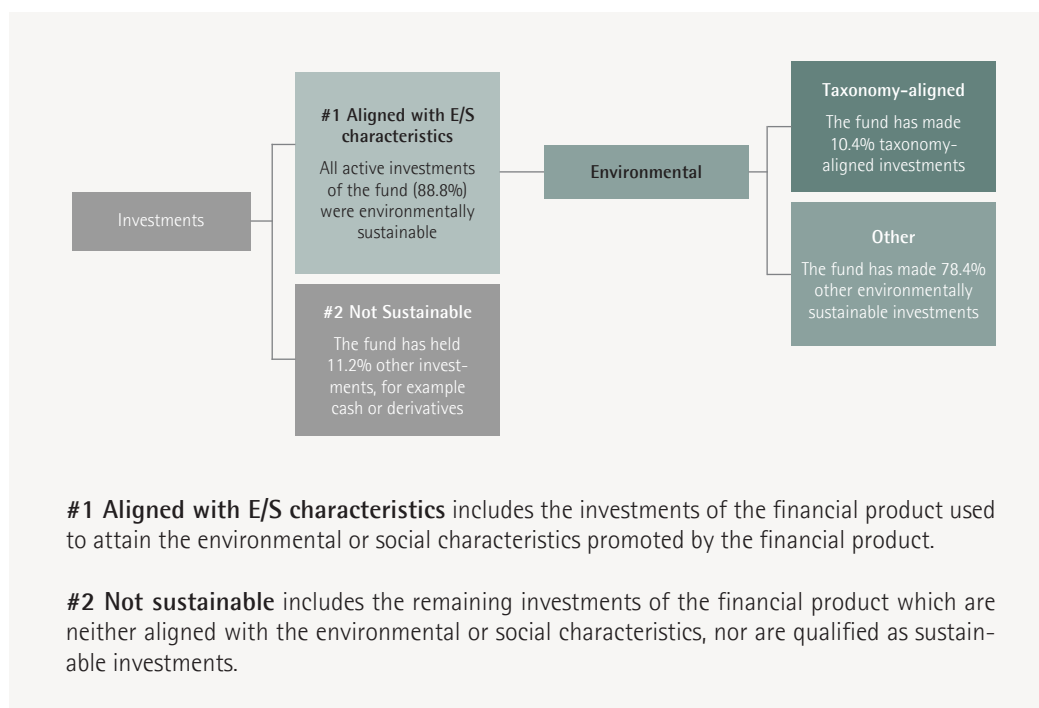 Investments
#1 Aligned with E/S
characteristics
All active investments
of the fund (88.8%)
were environmentally
sustainable
#2 Not Sustainable
The fund has held
11.2% other invest-
ments, for example
cash or derivatives
Environmental
Taxonomy-aligned
The fund has made
10.4% taxonomy-
aligned investments
Other
The fund has made 78.4%
other environmentally
sustainable investments
#1 Aligned with E/S characteristics includes the investments of the financial product used
to attain the environmental or social characteristics promoted by the financial product.
#2 Not sustainable includes the remaining investments of the financial product which are
neither aligned with the environmental or social characteristics, nor are qualified as sustain-
able investments.